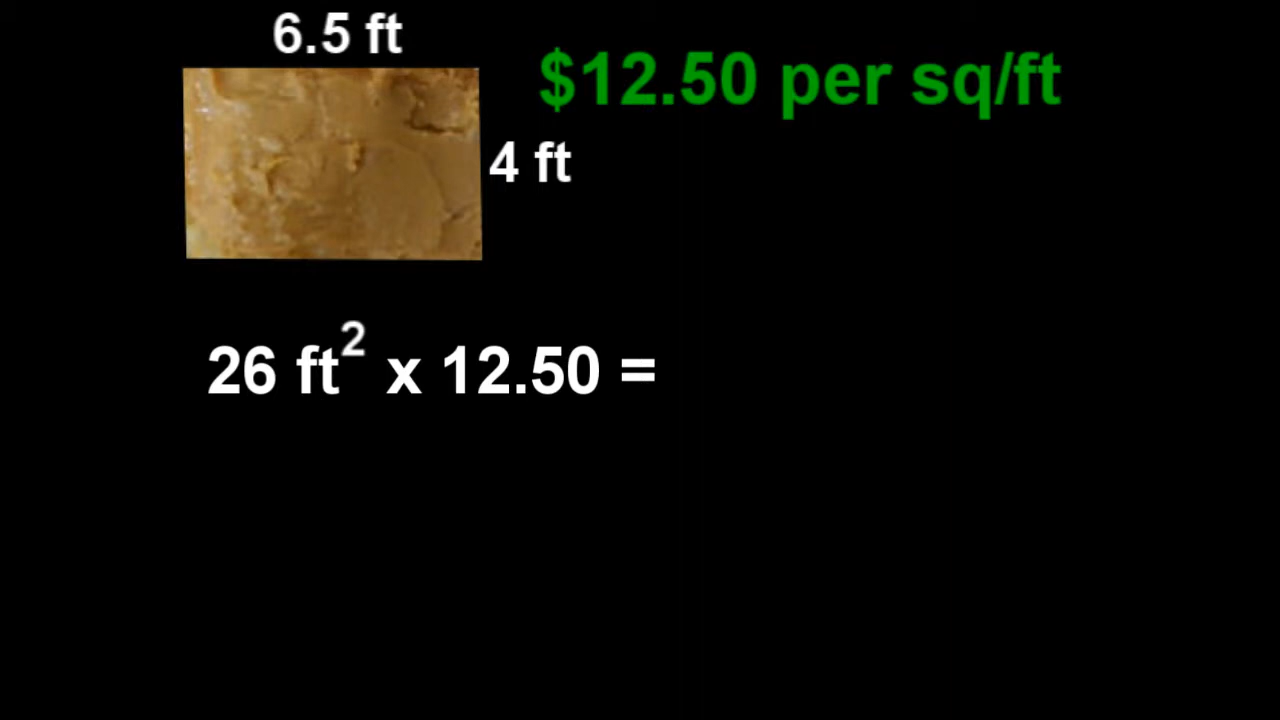 6.5 ft
$12.50 per sq/ft
4 ft
26 ft² x 12.50 =